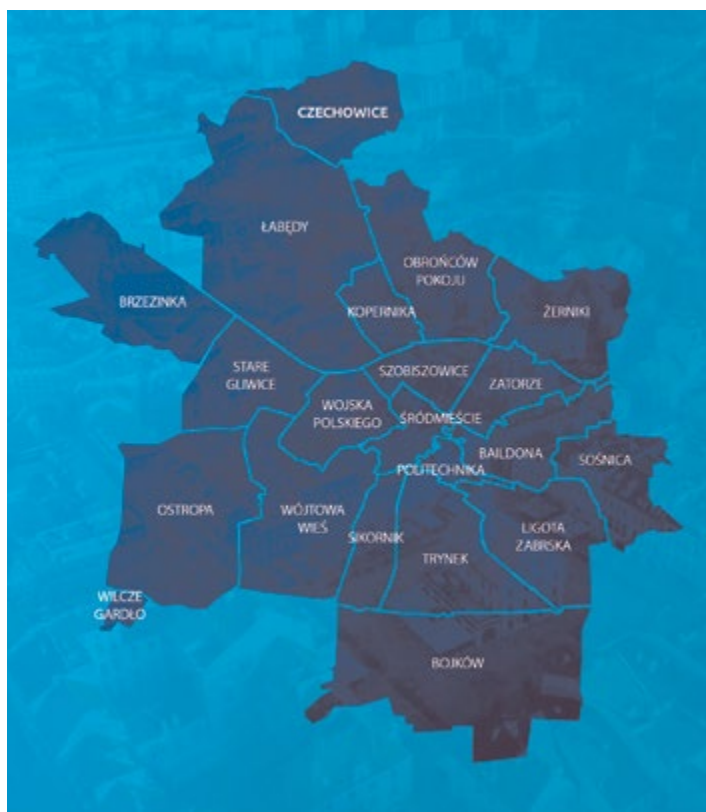 CZECHOWICE
ŁABĘDY
OBROŃCÓW
POKOJU
BRZEZINKA
KOPERNIKA
ŻERNIKI
STARE
GLIWICE
SZOBISZOWICE
ZATORZE
WOJSKA
POLSKIEGO
ŚRÓDMIEŚCIE
BAILDONA
SOŚNICA
POLITECHNIKA
OSTROPA
WÓJTOWA
WIEŚ
SIKORNIK
TRYNEK
LIGOTA
ZABRSKA
WILCZE
GARDŁO
BOJKÓW